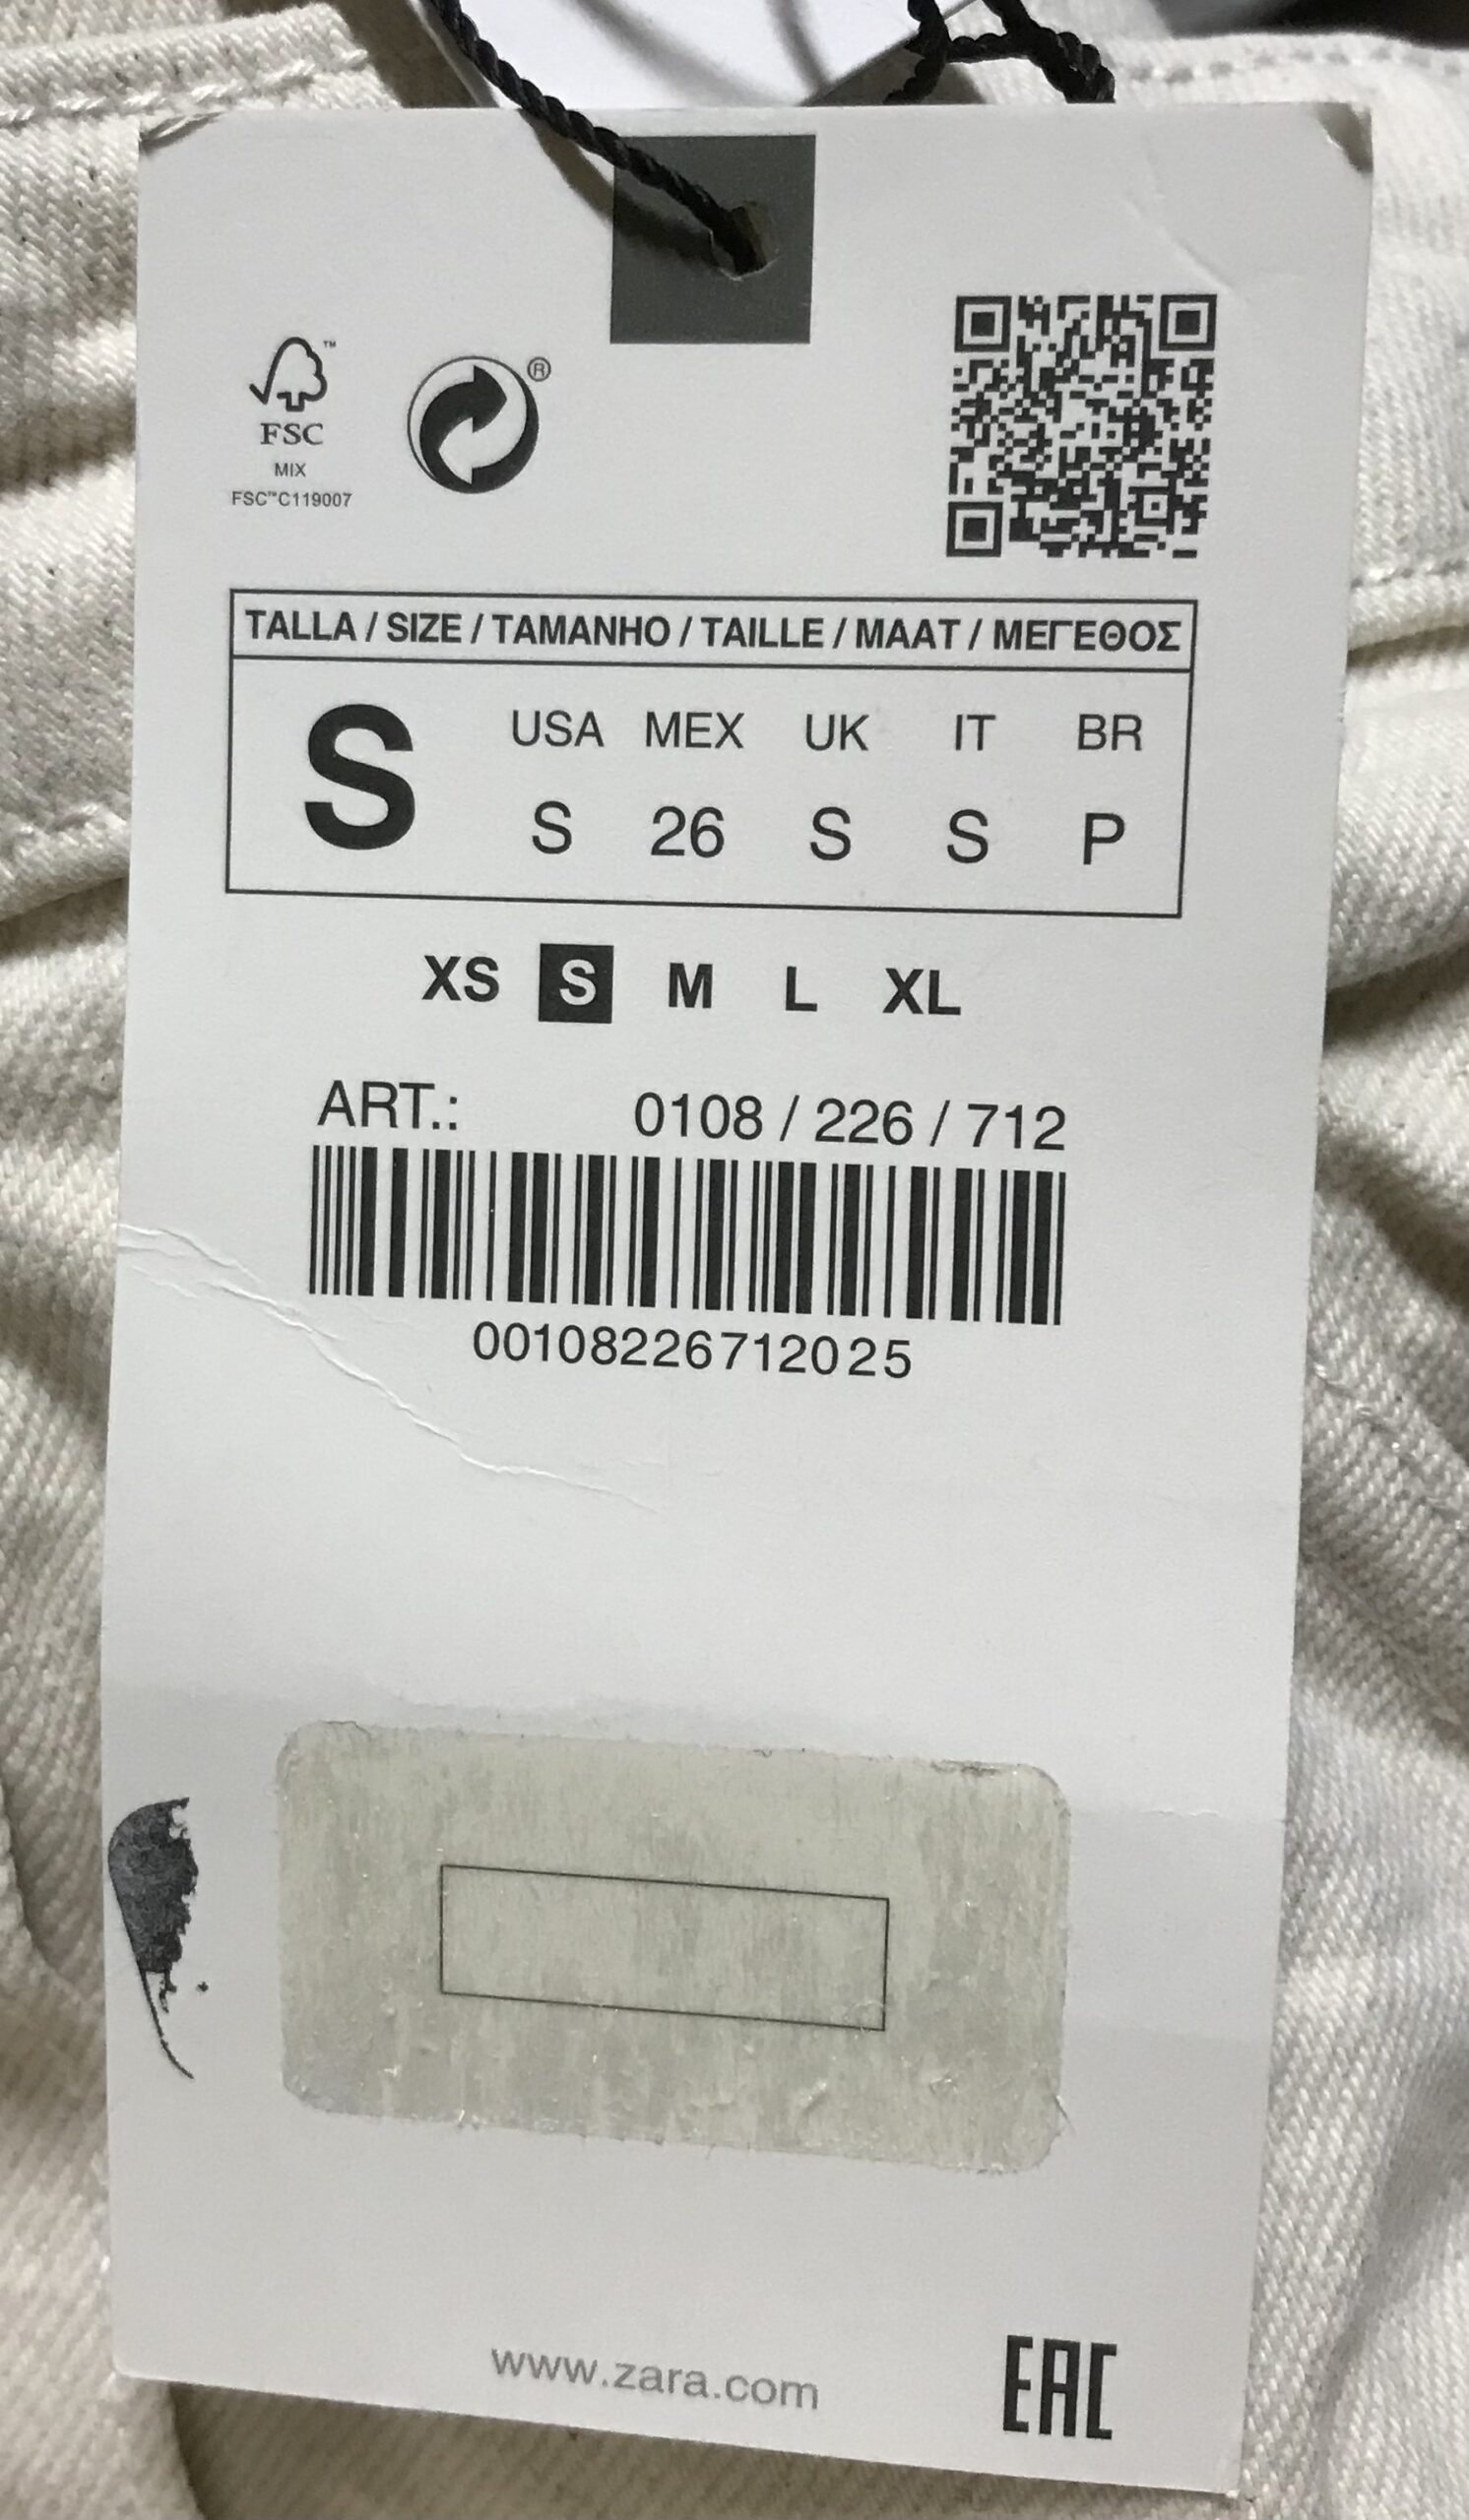 ™
FSC
MIX
FSC™C119007
®
TALLA / SIZE / TAMANHO / TAILLE / MAAT / ΜΕΓΕΘΟΣ
S
USA MEX UK IT BR
S 26 S S P
XS S M L XL
ART.: 0108 / 226 / 712
00108226712025
www.zara.com
EAC